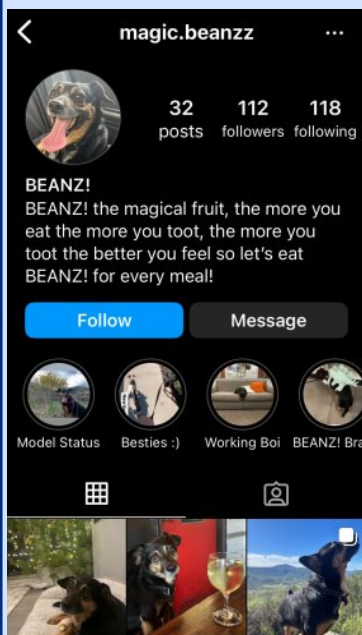 magic.beanzz
32 112 118
posts followers following
BEANZ!
BEANZ! the magical fruit, the more you
eat the more you toot, the more you
toot the better you feel so let's eat
BEANZ! for every meal!
Follow Message
Model Status Besties :) Working Boi BEANZ! Bra